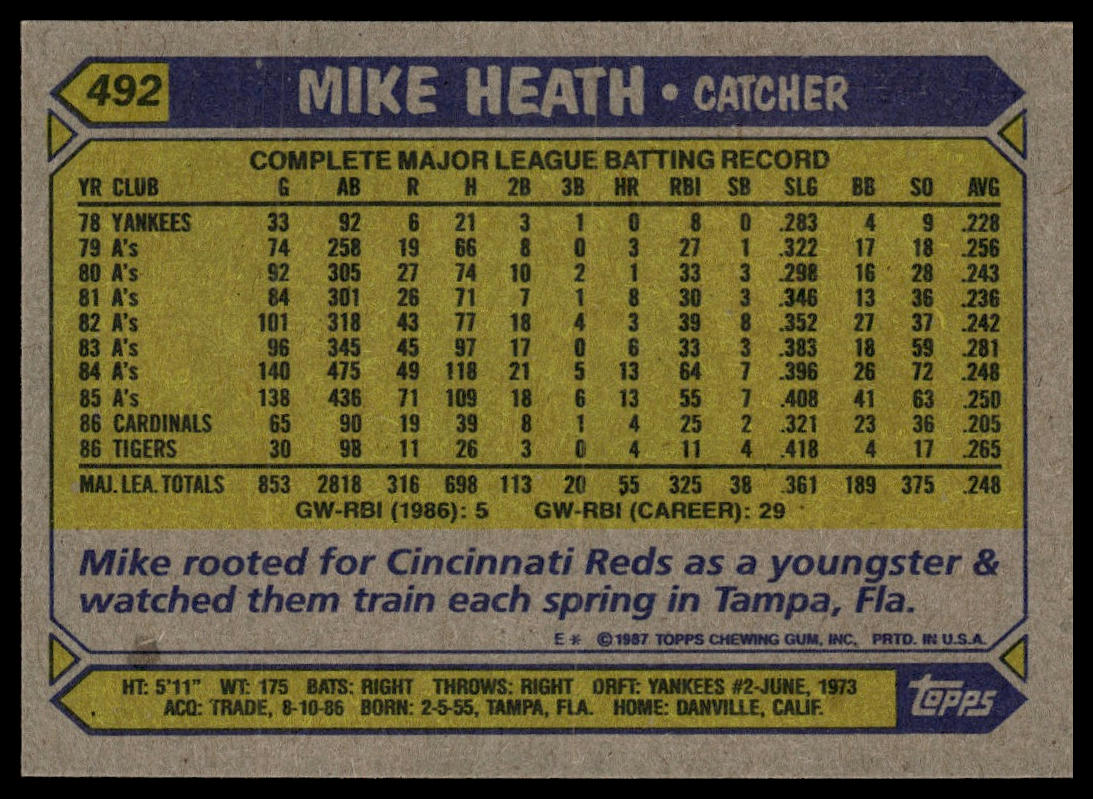 492 MIKE HEATH • CATCHER
COMPLETE MAJOR LEAGUE BATTING RECORD
YR CLUB G AB R H 2B 3B HR RBI SB SLG BB SO AVG
78 YANKEES 33 92 6 21 3 1 0 8 0 .283 4 9 .228
79 A's 74 258 19 66 8 0 3 27 1 .322 17 18 .256
80 A's 92 305 27 74 10 2 1 33 3 .298 16 28 .243
81 A's 84 301 26 71 7 1 8 30 3 .346 13 36 .236
82 A's 101 318 43 77 18 4 3 39 8 .352 27 37 .242
83 A's 96 345 45 97 17 0 6 33 3 .383 18 59 .281
84 A's 140 475 49 118 21 5 13 64 7 .396 26 72 .248
85 A's 138 436 71 109 18 6 13 55 7 .408 41 63 .250
86 CARDINALS 65 90 19 39 8 1 4 25 2 .321 23 36 .205
86 TIGERS 30 98 11 26 3 0 4 11 4 .418 4 17 .265
MAJ. LEA. TOTALS 853 2818 316 698 113 20 55 325 38 .361 189 375 .248
GW-RBI (1986): 5 GW-RBI (CAREER): 29
Mike rooted for Cincinnati Reds as a youngster &
watched them train each spring in Tampa, Fla.
E* ©1987 TOPPS CHEWING GUM, INC. PRTD. IN U.S.A.
HT: 5'11" WT: 175 BATS: RIGHT THROWS: RIGHT DRFT: YANKEES #2-JUNE, 1973
ACQ: TRADE, 8-10-86 BORN: 2-5-55, TAMPA, FLA. HOME: DANVILLE, CALIF.
topps